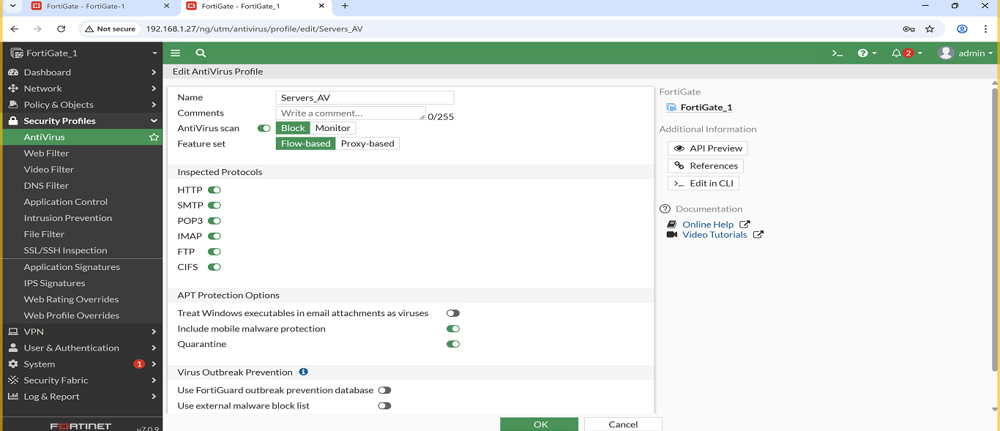 FortiGate - FortiGate-1
FortiGate - FortiGate_1
Not secure
192.168.1.27/ng/utm/antivirus/profile/edit/Servers_AV
FortiGate_1
2
admin
Dashboard
Network
Policy & Objects
Security Profiles
AntiVirus
Web Filter
Video Filter
DNS Filter
Application Control
Intrusion Prevention
File Filter
SSL/SSH Inspection
Application Signatures
IPS Signatures
Web Rating Overrides
Web Profile Overrides
VPN
User & Authentication
System 1
Security Fabric
Log & Report
FORTINET
v7.0.9
Edit AntiVirus Profile
Name Servers_AV
Comments Write a comment... 0/255
AntiVirus scan Block Monitor
Feature set Flow-based Proxy-based
Inspected Protocols
HTTP
SMTP
POP3
IMAP
FTP
CIFS
APT Protection Options
Treat Windows executables in email attachments as viruses
Include mobile malware protection
Quarantine
Virus Outbreak Prevention
Use FortiGuard outbreak prevention database
Use external malware block list
OK Cancel
FortiGate
FortiGate_1
Additional Information
API Preview
References
>_ Edit in CLI
Documentation
Online Help
Video Tutorials